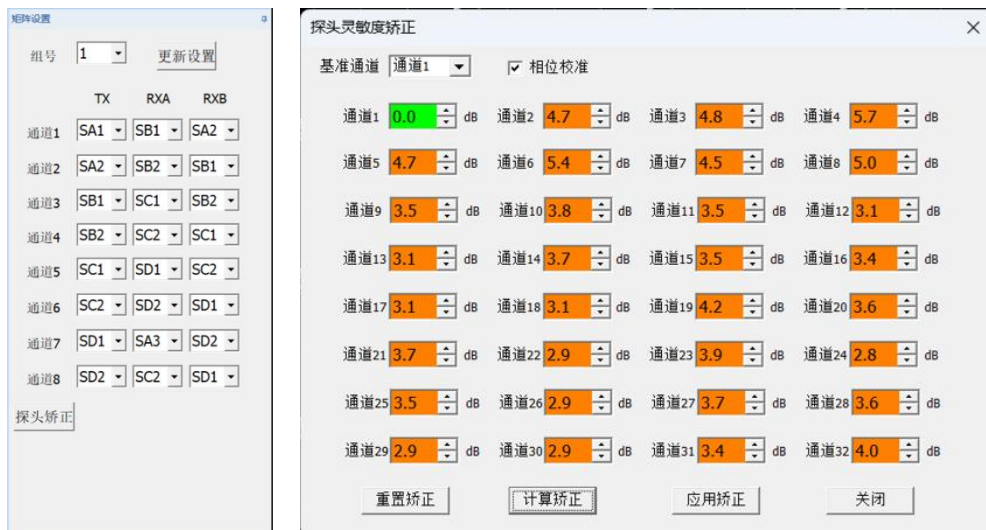 矩阵设置
组号 1 更新设置
TX RXA RXB
通道1 SA1 SB1 SA2
通道2 SA2 SB2 SB1
通道3 SB1 SC1 SB2
通道4 SB2 SC2 SC1
通道5 SC1 SD1 SC2
通道6 SC2 SD2 SD1
通道7 SD1 SA3 SD2
通道8 SD2 SC2 SD1
探头矫正
探头灵敏度矫正
基准通道 通道1 相位校准
通道1 0.0 dB 通道2 4.7 dB 通道3 4.8 dB 通道4 5.7 dB
通道5 4.7 dB 通道6 5.4 dB 通道7 4.5 dB 通道8 5.0 dB
通道9 3.5 dB 通道10 3.8 dB 通道11 3.5 dB 通道12 3.1 dB
通道13 3.1 dB 通道14 3.7 dB 通道15 3.5 dB 通道16 3.4 dB
通道17 3.1 dB 通道18 3.1 dB 通道19 4.2 dB 通道20 3.6 dB
通道21 3.7 dB 通道22 2.9 dB 通道23 3.9 dB 通道24 2.8 dB
通道25 3.5 dB 通道26 2.9 dB 通道27 3.7 dB 通道28 3.6 dB
通道29 2.9 dB 通道30 2.9 dB 通道31 3.4 dB 通道32 4.0 dB
重置矫正 计算矫正 应用矫正 关闭